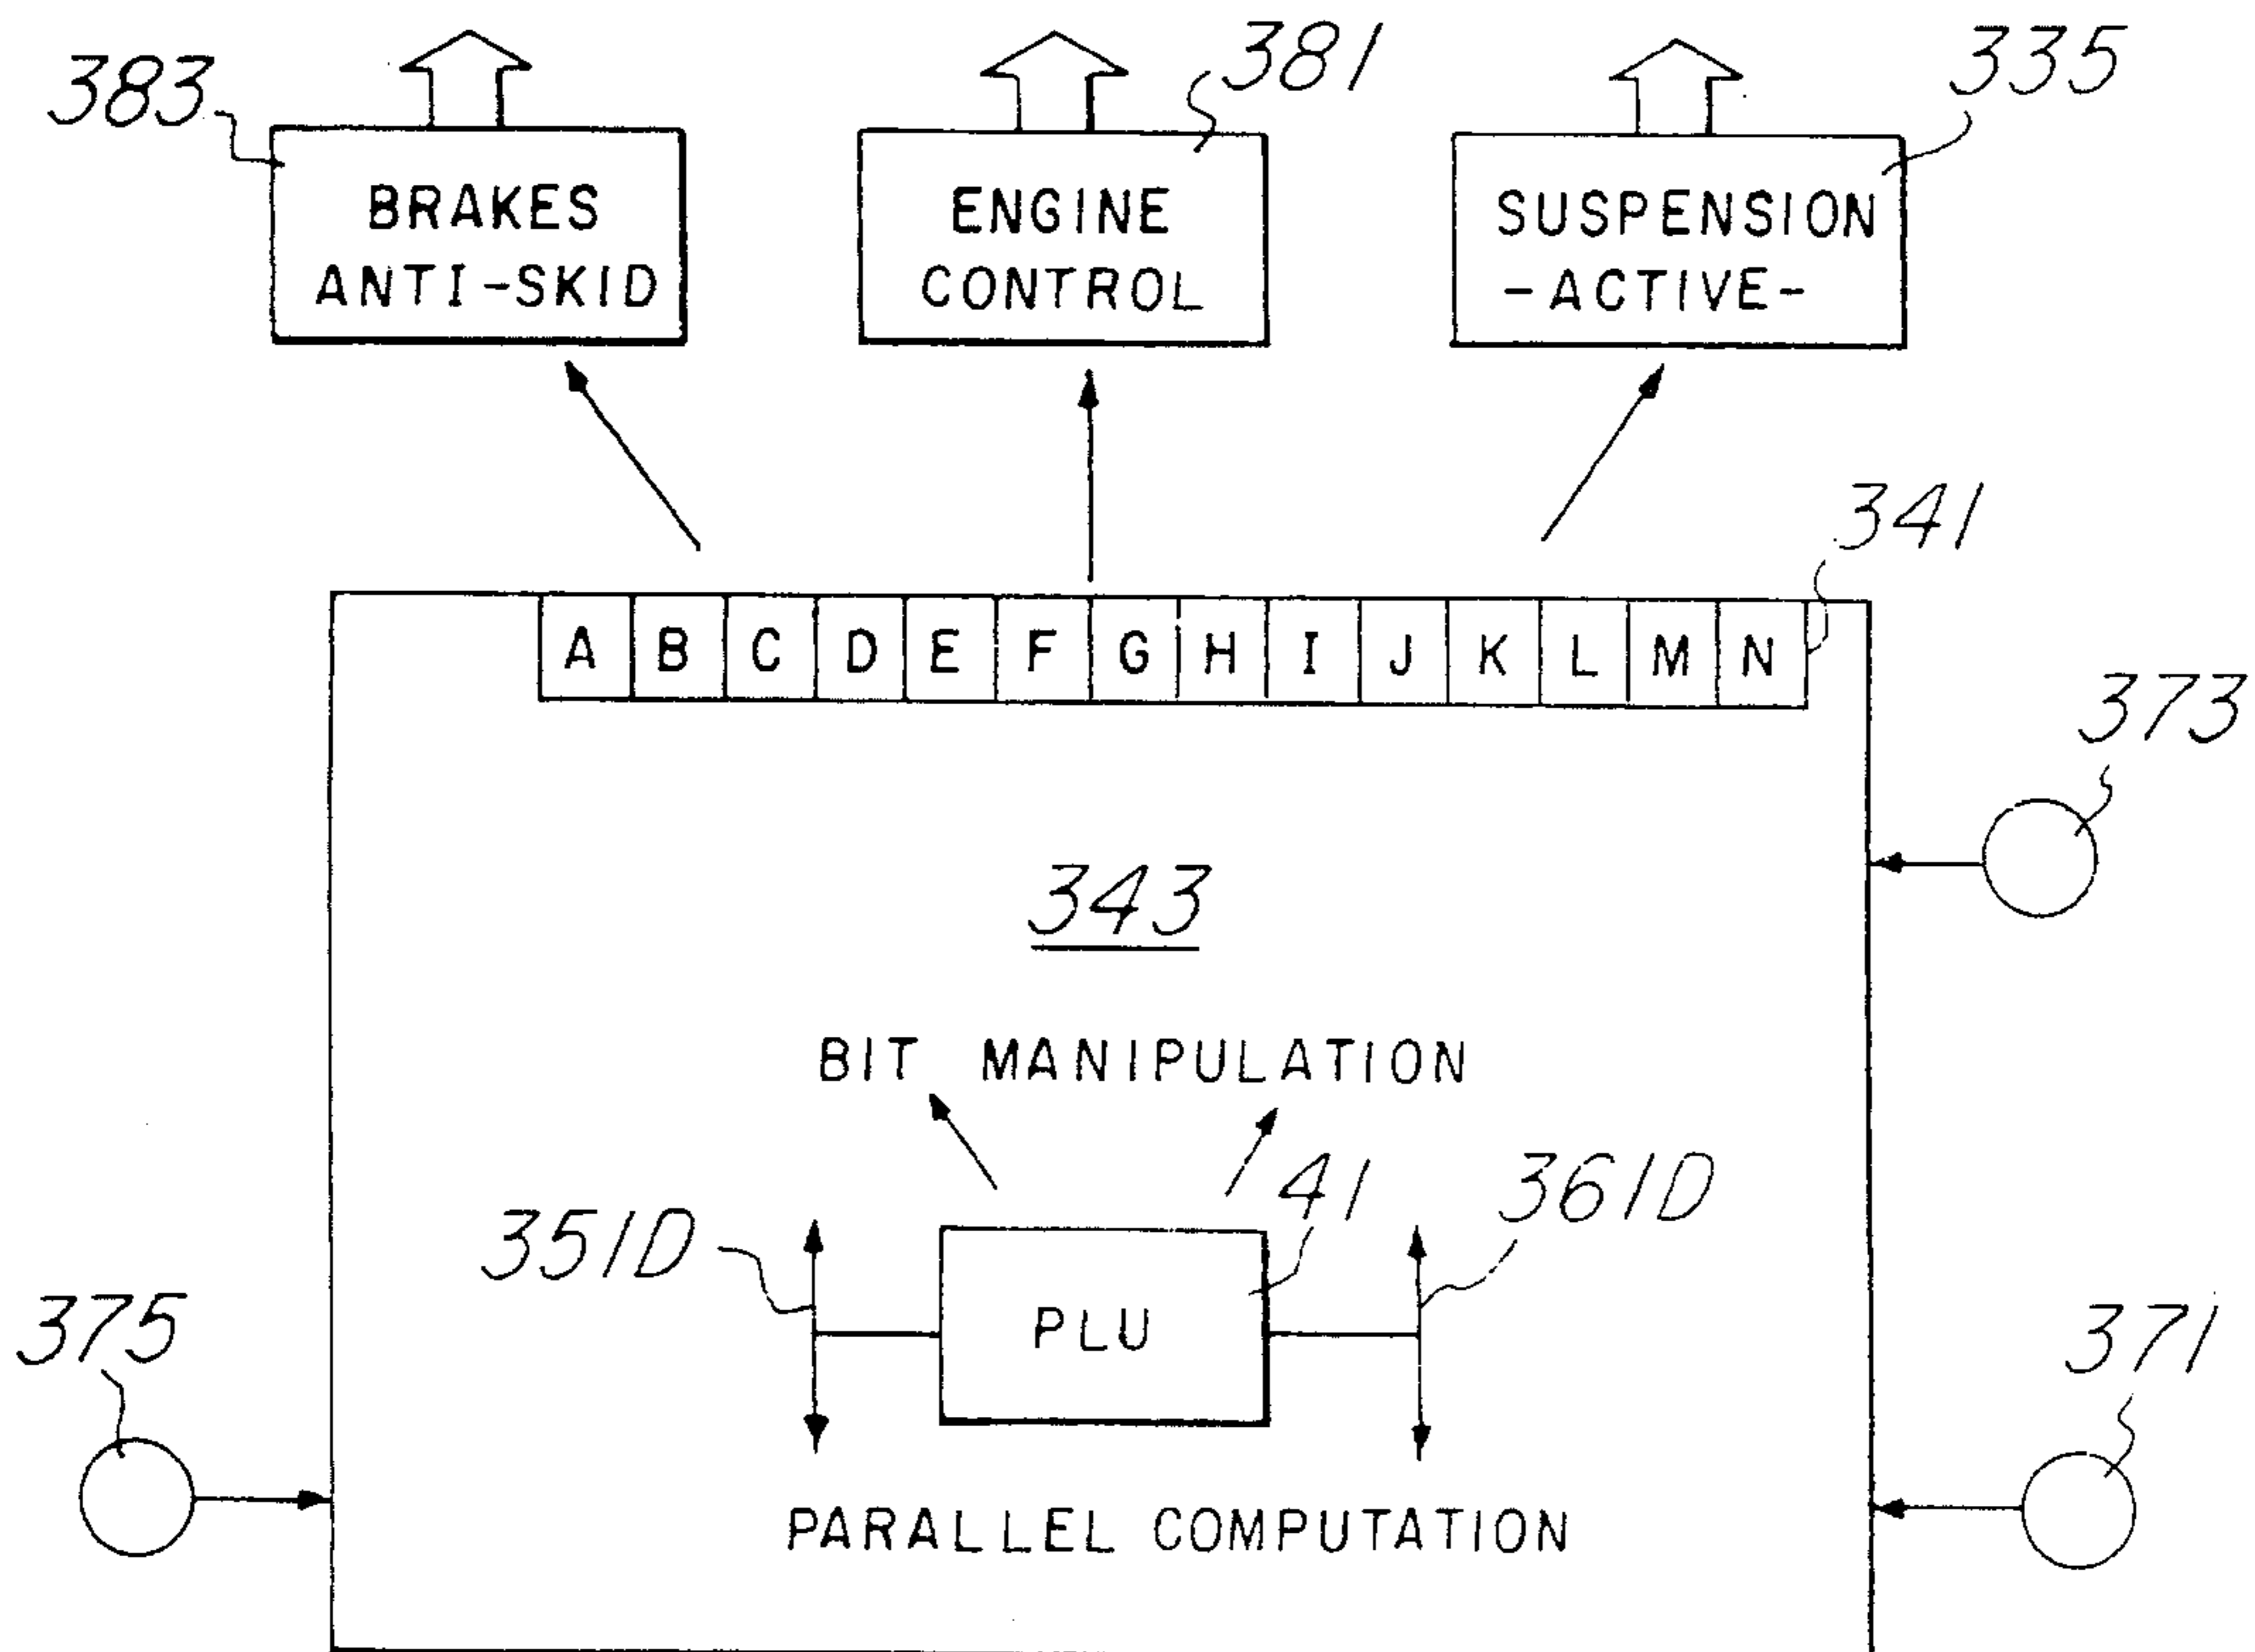 383
381
335
BRAKES
ANTI-SKID
ENGINE
CONTROL
SUSPENSION
-ACTIVE-
341
A B C D E F G H I J K L M N
373
343
BIT MANIPULATION
351D
41
361D
PLU
375
371
PARALLEL COMPUTATION